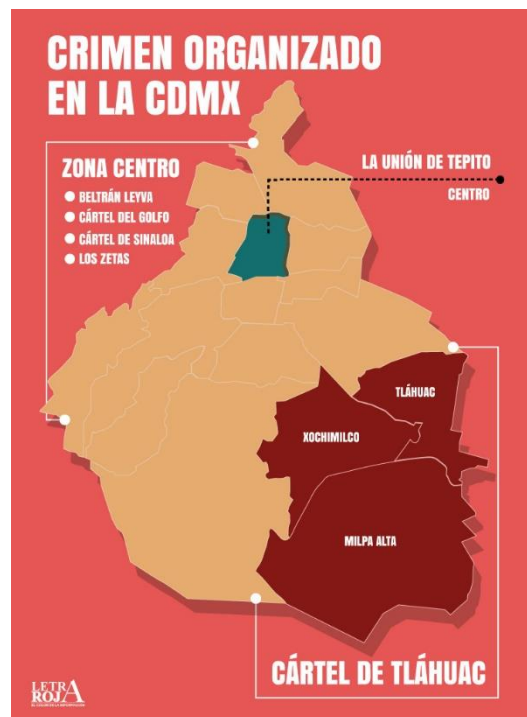 CRIMEN ORGANIZADO
EN LA CDMX
ZONA CENTRO
BELTRÁN LEYVA
CÁRTEL DEL GOLFO
CÁRTEL DE SINALOA
LOS ZETAS
LA UNIÓN DE TEPITO
CENTRO
TLÁHUAC
XOCHIMILCO
MILPA ALTA
CÁRTEL DE TLÁHUAC
LETRA
ROJA